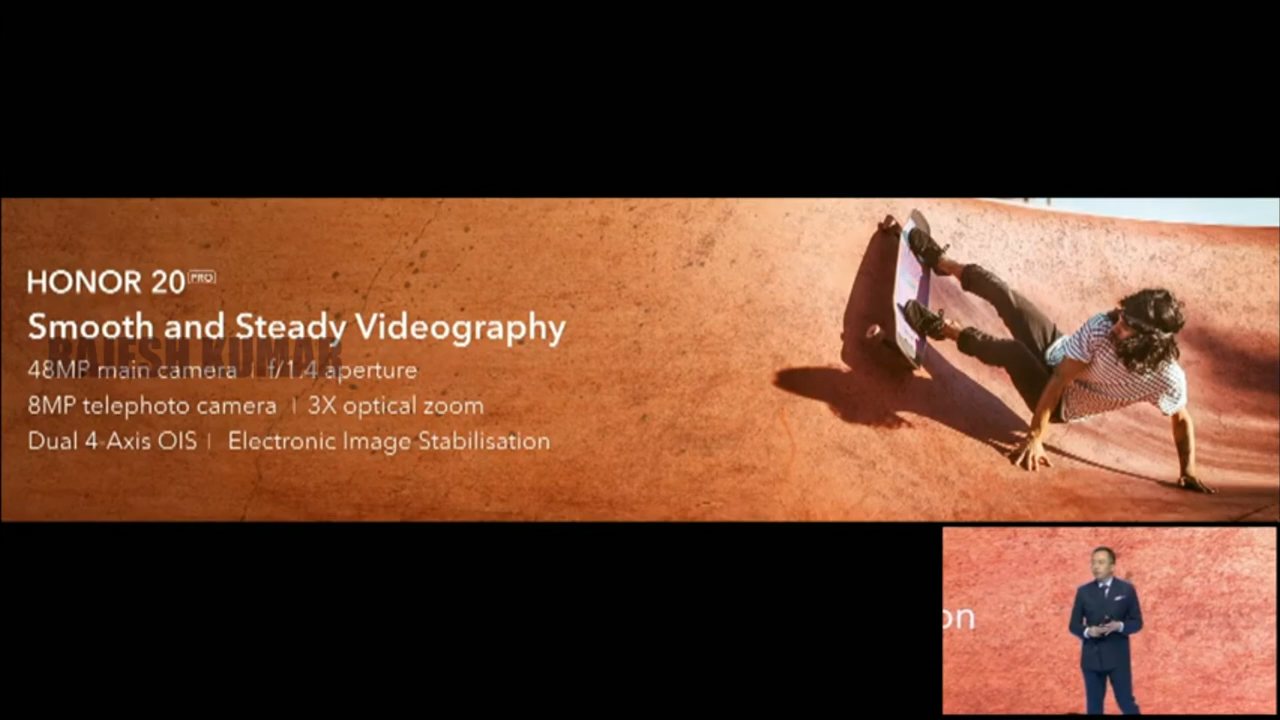 HONOR 20 PRO
Smooth and Steady Videography
RAJESH KUMAR
48MP main camera | f/1.4 aperture
8MP telephoto camera | 3X optical zoom
Dual 4-Axis OIS | Electronic Image Stabilisation
on